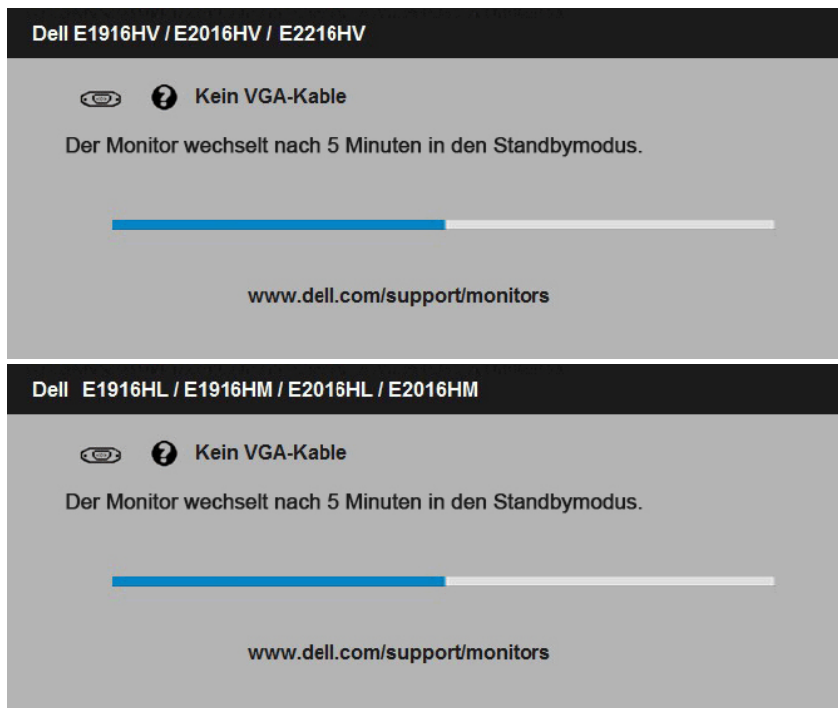 Dell E1916HV / E2016HV / E2216HV
Kein VGA-Kable
Der Monitor wechselt nach 5 Minuten in den Standbymodus.
www.dell.com/support/monitors
Dell E1916HL / E1916HM / E2016HL / E2016HM
Kein VGA-Kable
Der Monitor wechselt nach 5 Minuten in den Standbymodus.
www.dell.com/support/monitors